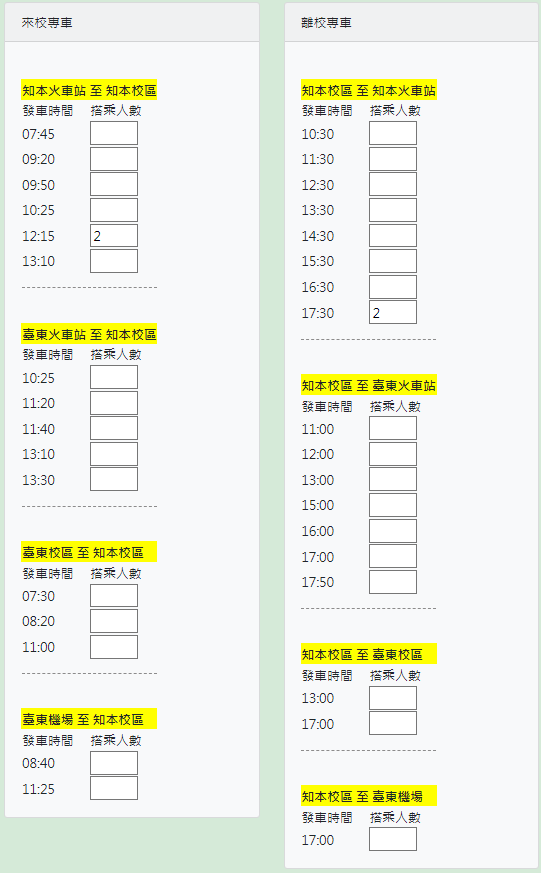 來校專車
知本火車站 至 知本校區
發車時間 搭乘人數
07:45
09:20
09:50
10:25
12:15 2
13:10
臺東火車站 至 知本校區
發車時間 搭乘人數
10:25
11:20
11:40
13:10
13:30
臺東校區 至 知本校區
發車時間 搭乘人數
07:30
08:20
11:00
臺東機場 至 知本校區
發車時間 搭乘人數
08:40
11:25
離校專車
知本校區 至 知本火車站
發車時間 搭乘人數
10:30
11:30
12:30
13:30
14:30
15:30
16:30
17:30 2
知本校區 至 臺東火車站
發車時間 搭乘人數
11:00
12:00
13:00
15:00
16:00
17:00
17:50
知本校區 至 臺東校區
發車時間 搭乘人數
13:00
17:00
知本校區 至 臺東機場
發車時間 搭乘人數
17:00